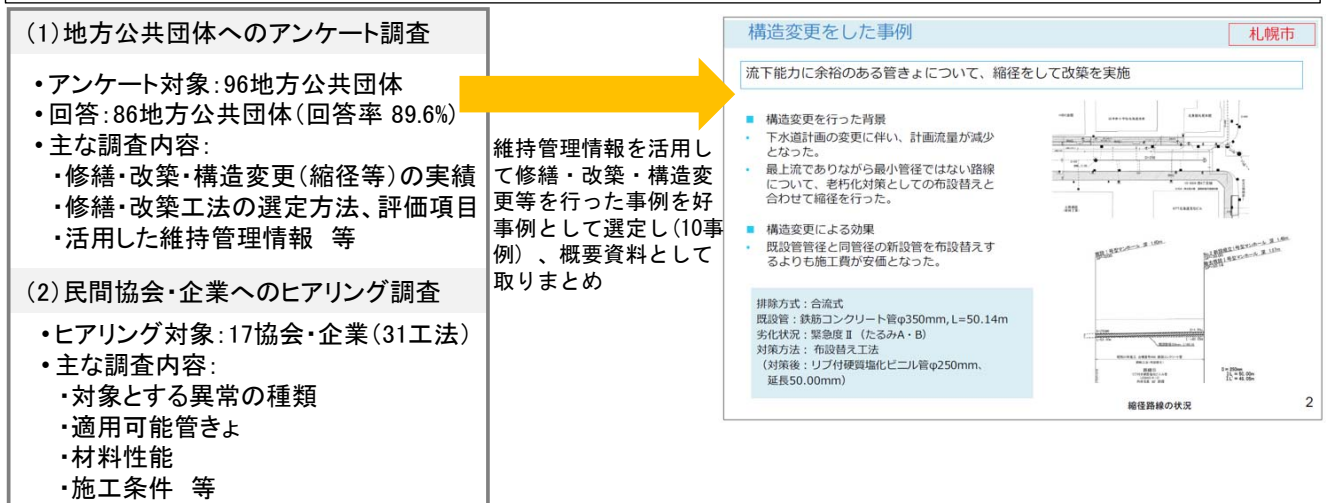 (1)地方公共団体へのアンケート調査
•アンケート対象:96地方公共団体
•回答:86地方公共団体(回答率 89.6%)
•主な調査内容:
・修繕・改築・構造変更(縮径等)の実績
・修繕・改築工法の選定方法、評価項目
・活用した維持管理情報 等
(2)民間協会・企業へのヒアリング調査
•ヒアリング対象:17協会・企業(31工法)
•主な調査内容:
・対象とする異常の種類
・適用可能管きょ
・材料性能
・施工条件 等
維持管理情報を活用し
て修繕・改築・構造変
更等を行った事例を好
事例として選定し(10事
例)、概要資料として
取りまとめ
構造変更をした事例
札幌市
流下能力に余裕のある管きょについて、縮径をして改築を実施
■ 構造変更を行った背景
• 下水道計画の変更に伴い、計画流量が減少
となった。
• 最上流でありながら最小管径ではない路線
について、老朽化対策としての布設替えと
合わせて縮径を行った。
■ 構造変更による効果
• 既設管管径と同管径の新設管を布設替えす
るよりも施工費が安価となった。
排除方式:合流式
既設管:鉄筋コンクリート管φ350mm, L=50.14m
劣化状況:緊急度Ⅱ(たるみA・B)
対策方法: 布設替え工法
(対策後:リブ付硬質塩化ビニル管φ250mm、
延長50.00mm)
縮径路線の状況
2